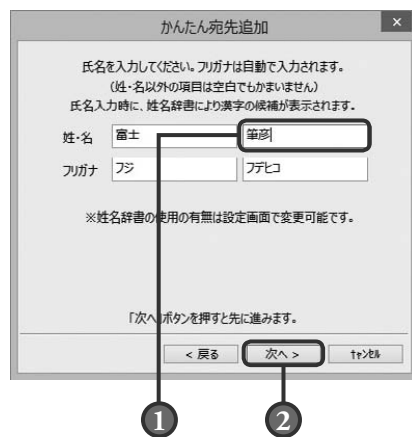 かんたん宛先追加
×
氏名を入力してください。フリガナは自動で入力されます。
(姓・名以外の項目は空白でもかまいません)
氏名入力時に、姓名辞書により漢字の候補が表示されます。
姓・名 富士 筆彦
フリガナ フジ フデヒコ
※姓名辞書の使用の有無は設定画面で変更可能です。
「次へ」ボタンを押すと先に進みます。
< 戻る 次へ > キャンセル
1 2